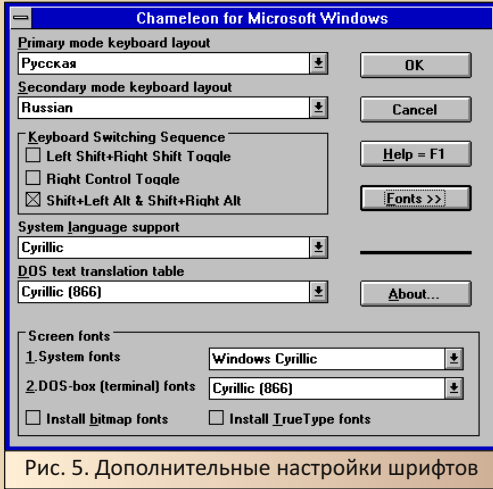 Chameleon for Microsoft Windows
Primary mode keyboard layout
Русская
OK
Secondary mode keyboard layout
Russian
Cancel
Keyboard Switching Sequence
Left Shift+Right Shift Toggle
Help = F1
Right Control Toggle
Shift+Left Alt & Shift+Right Alt
Fonts >>
System language support
Cyrillic
DOS text translation table
Cyrillic (866)
About...
Screen fonts
1.System fonts
Windows Cyrillic
2.DOS-box (terminal) fonts
Cyrillic (866)
Install bitmap fonts
Install TrueType fonts
Рис. 5. Дополнительные настройки шрифтов